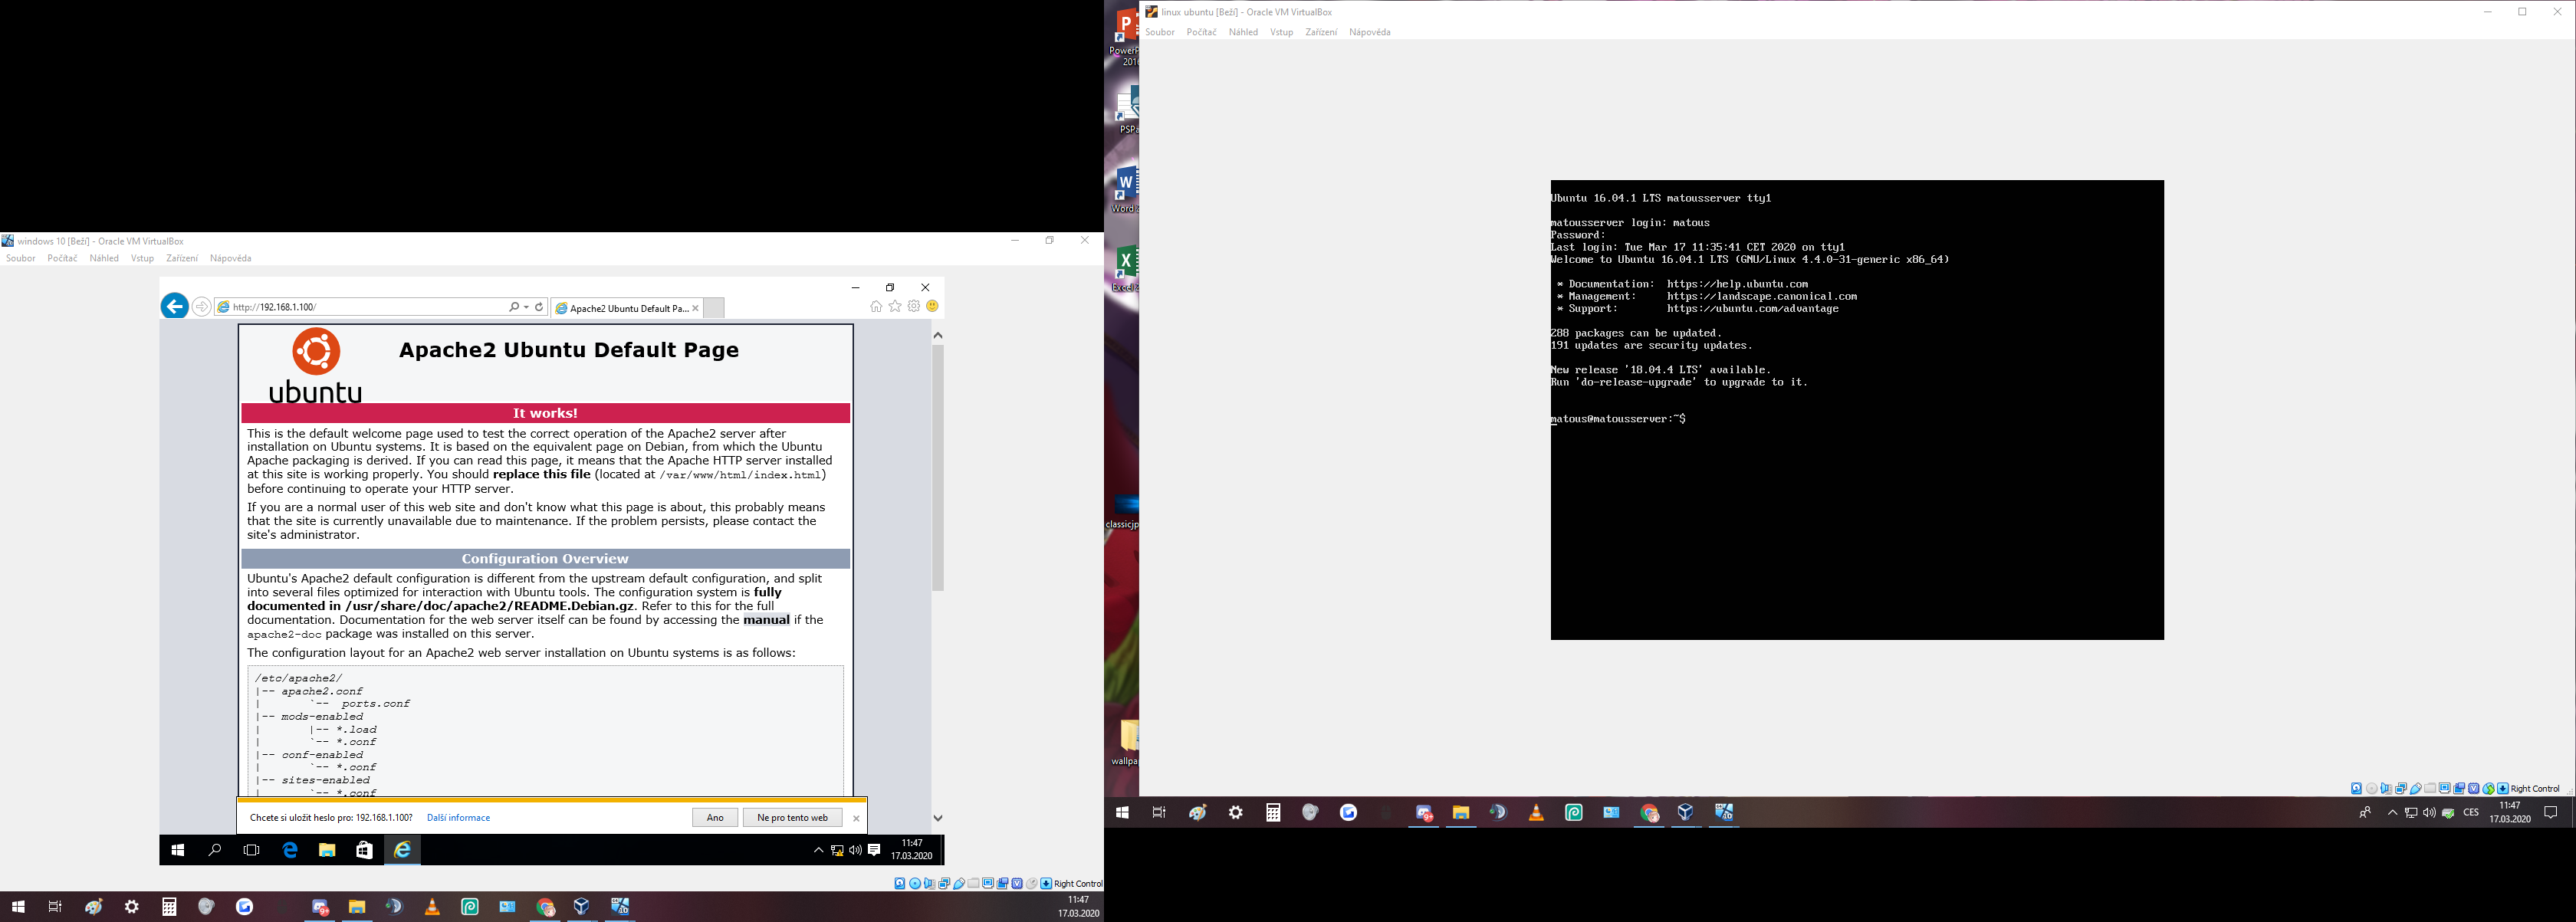 windows 10 [Beží] - Oracle VM VirtualBox
Soubor Počítač Náhled Vstup Zařízení Nápověda
http://192.168.1.100/
Apache2 Ubuntu Default Pa...
ubuntu
Apache2 Ubuntu Default Page
It works!
This is the default welcome page used to test the correct operation of the Apache2 server after
installation on Ubuntu systems. It is based on the equivalent page on Debian, from which the Ubuntu
Apache packaging is derived. If you can read this page, it means that the Apache HTTP server installed
at this site is working properly. You should replace this file (located at /var/www/html/index.html)
before continuing to operate your HTTP server.
If you are a normal user of this web site and don't know what this page is about, this probably means
that the site is currently unavailable due to maintenance. If the problem persists, please contact the
site's administrator.
Configuration Overview
Ubuntu's Apache2 default configuration is different from the upstream default configuration, and split
into several files optimized for interaction with Ubuntu tools. The configuration system is fully
documented in /usr/share/doc/apache2/README.Debian.gz. Refer to this for the full
documentation. Documentation for the web server itself can be found by accessing the manual if the
apache2-doc package was installed on this server.
The configuration layout for an Apache2 web server installation on Ubuntu systems is as follows:
/etc/apache2/
|-- apache2.conf
|       `--  ports.conf
|-- mods-enabled
|       |-- *.load
|       `-- *.conf
|-- conf-enabled
|       `-- *.conf
|-- sites-enabled
|       `-- *.conf
Chcete si uložit heslo pro: 192.168.1.100? Další informace Ano Ne pro tento web
11:47
17.03.2020
Right Control
11:47
17.03.2020
PowerP
2016
PSPa
Word
Excel
classicjp
wallpa
linux ubuntu [Beží] - Oracle VM VirtualBox
Soubor Počítač Náhled Vstup Zařízení Nápověda
Ubuntu 16.04.1 LTS matousserver tty1
matousserver login: matous
Password:
Last login: Tue Mar 17 11:35:41 CET 2020 on tty1
Welcome to Ubuntu 16.04.1 LTS (GNU/Linux 4.4.0-31-generic x86_64)
* Documentation:  https://help.ubuntu.com
* Management:     https://landscape.canonical.com
* Support:        https://ubuntu.com/advantage
288 packages can be updated.
191 updates are security updates.
New release '18.04.4 LTS' available.
Run 'do-release-upgrade' to upgrade to it.
matous@matousserver:~$
Right Control
CES
11:47
17.03.2020